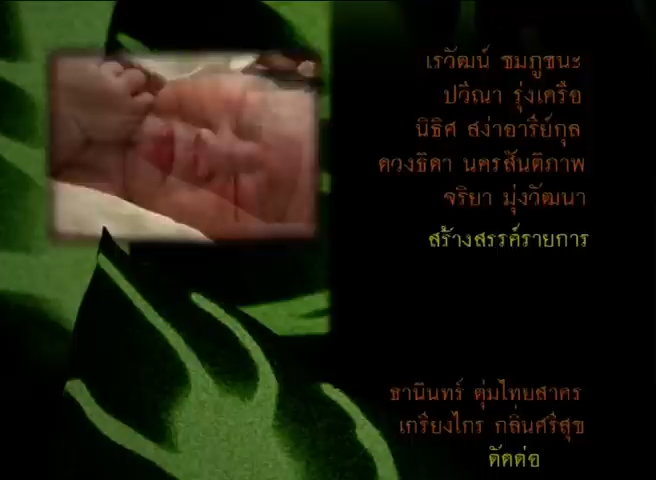 เรวัฒน์ ชมภูชนะ
ปวีณา รุ่งเครือ
นิธิศ สง่าอารีย์กุล
ดวงธิดา นครสันติภาพ
จริยา มุ่งวัฒนา
สร้างสรรค์รายการ
ธานินทร์ ตุ่มไทยสาคร
เกรียงไกร กลิ่นศรีสุข
ตัดต่อ